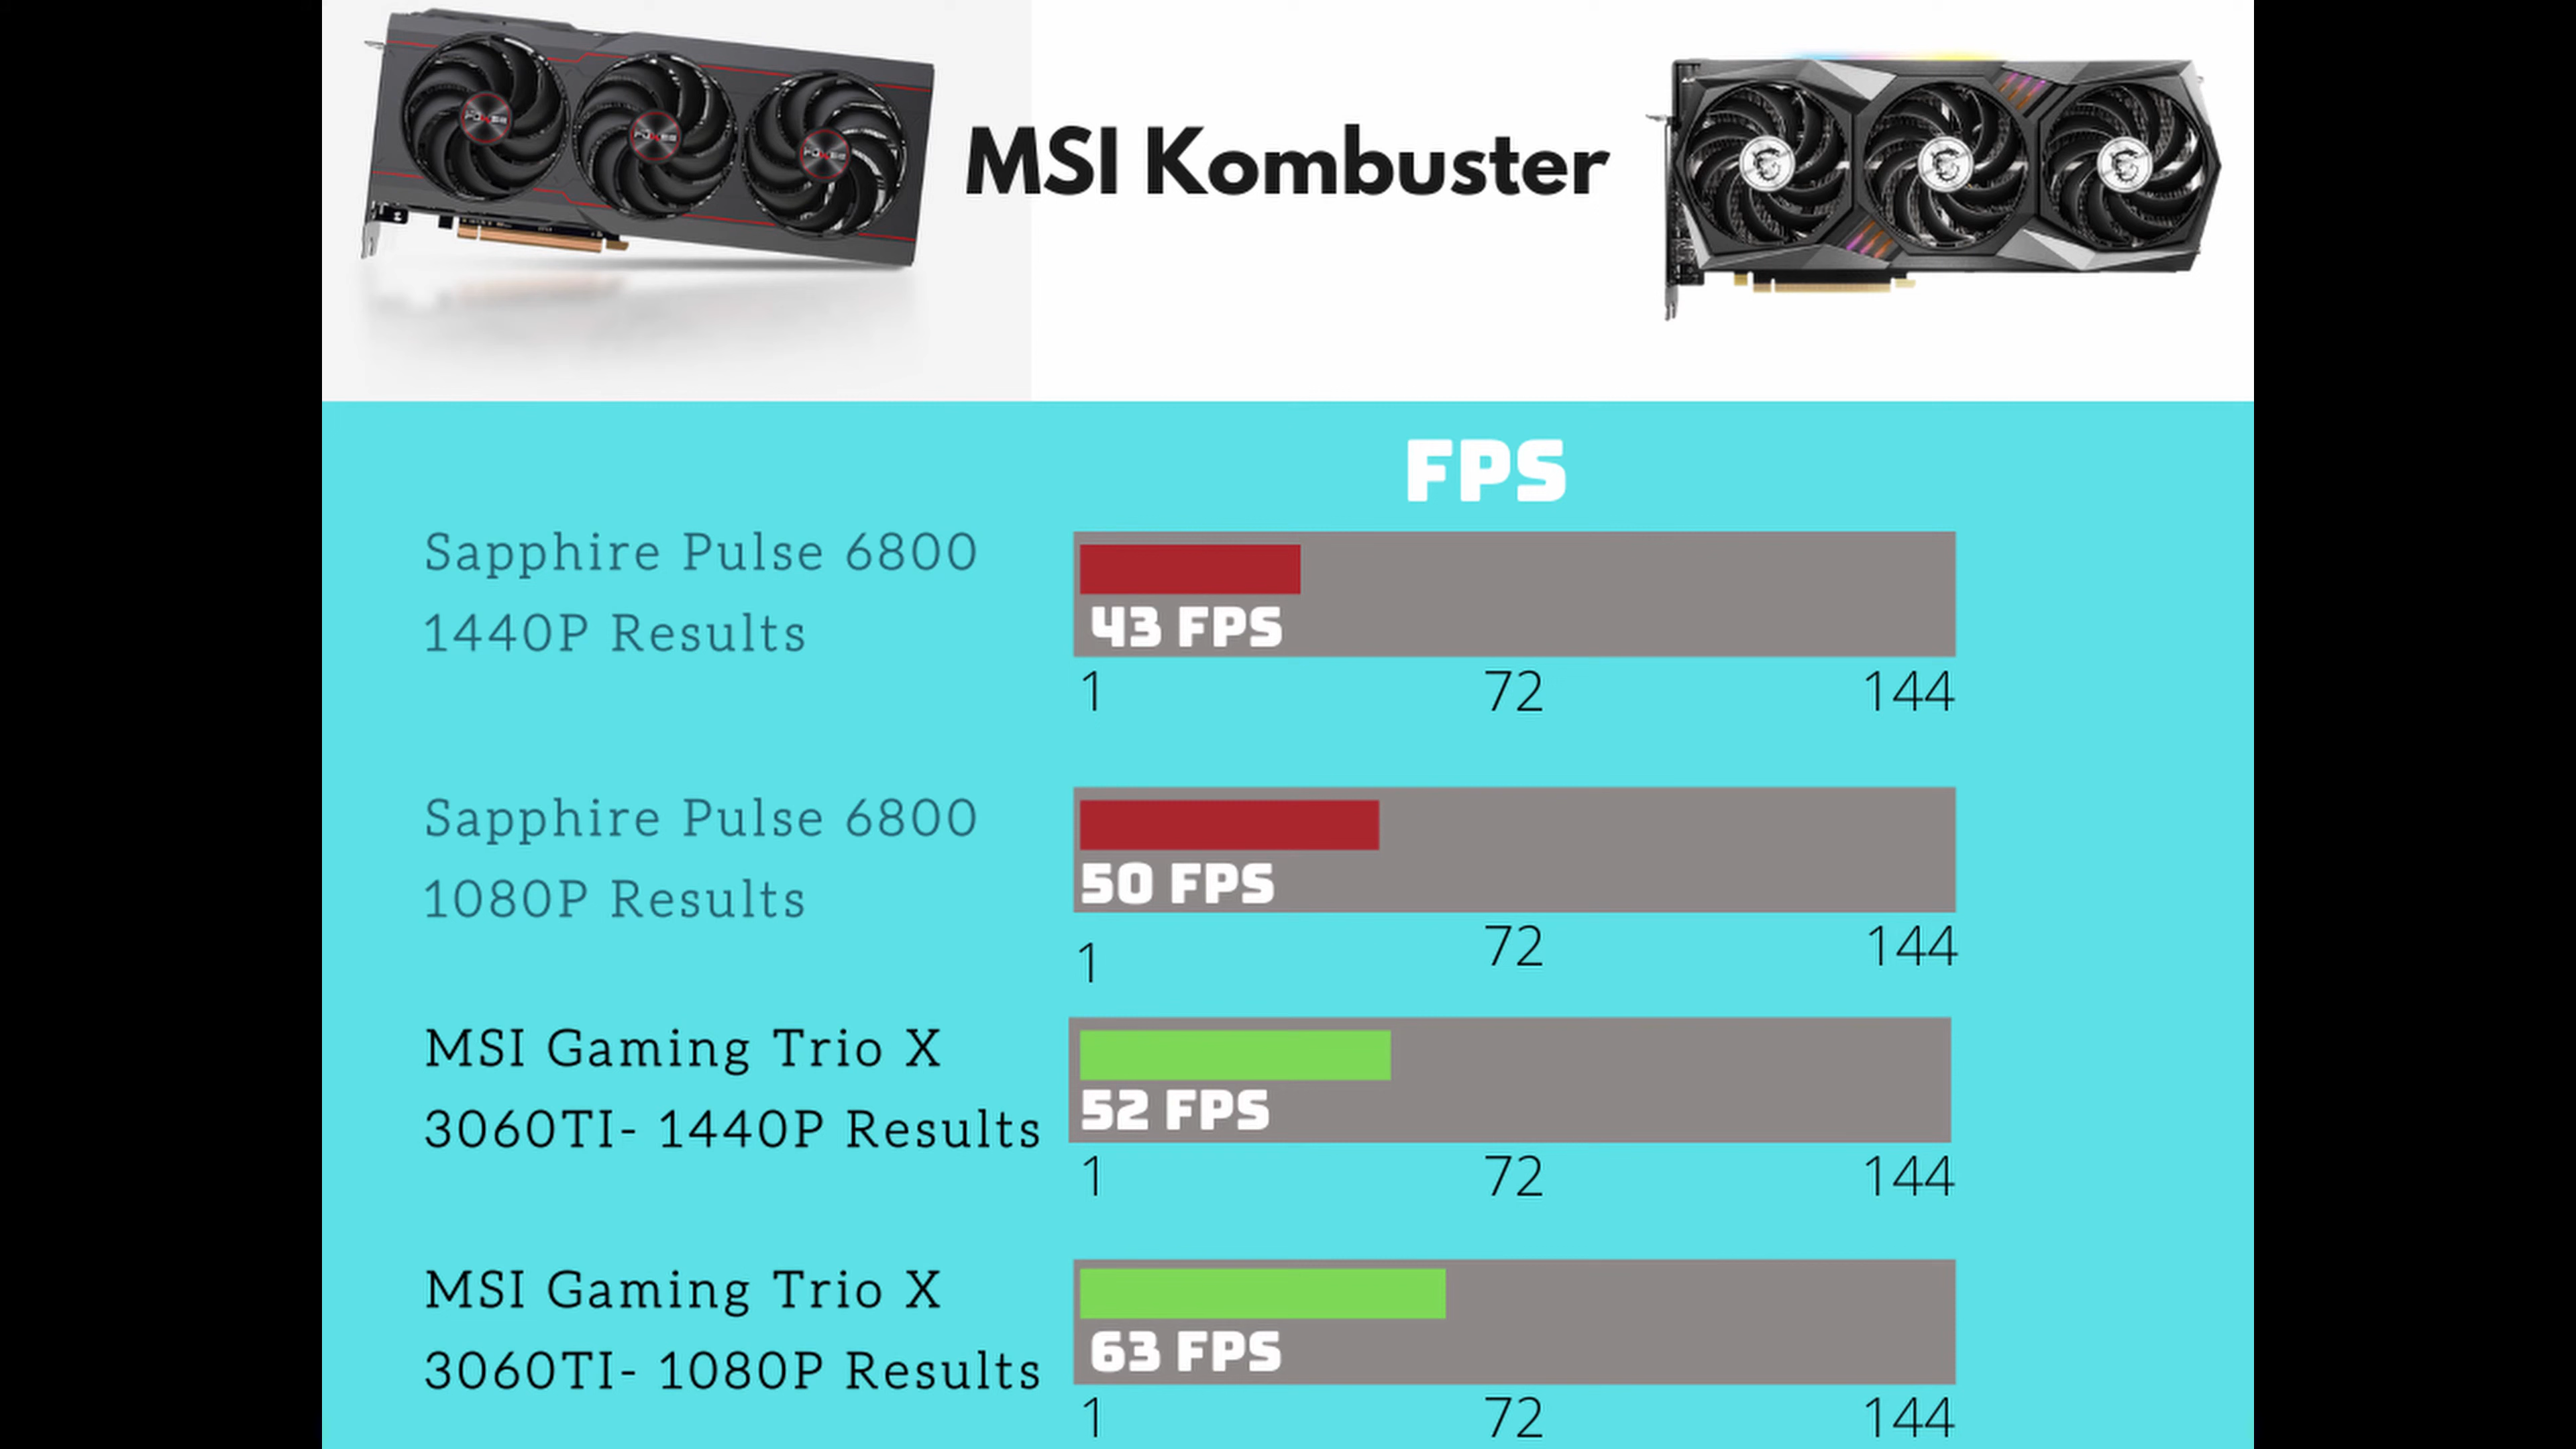 MSI Kombuster
FPS
Sapphire Pulse 6800
1440P Results
43 FPS
1 72 144
Sapphire Pulse 6800
1080P Results
50 FPS
1 72 144
MSI Gaming Trio X
3060TI- 1440P Results
52 FPS
1 72 144
MSI Gaming Trio X
3060TI- 1080P Results
63 FPS
1 72 144